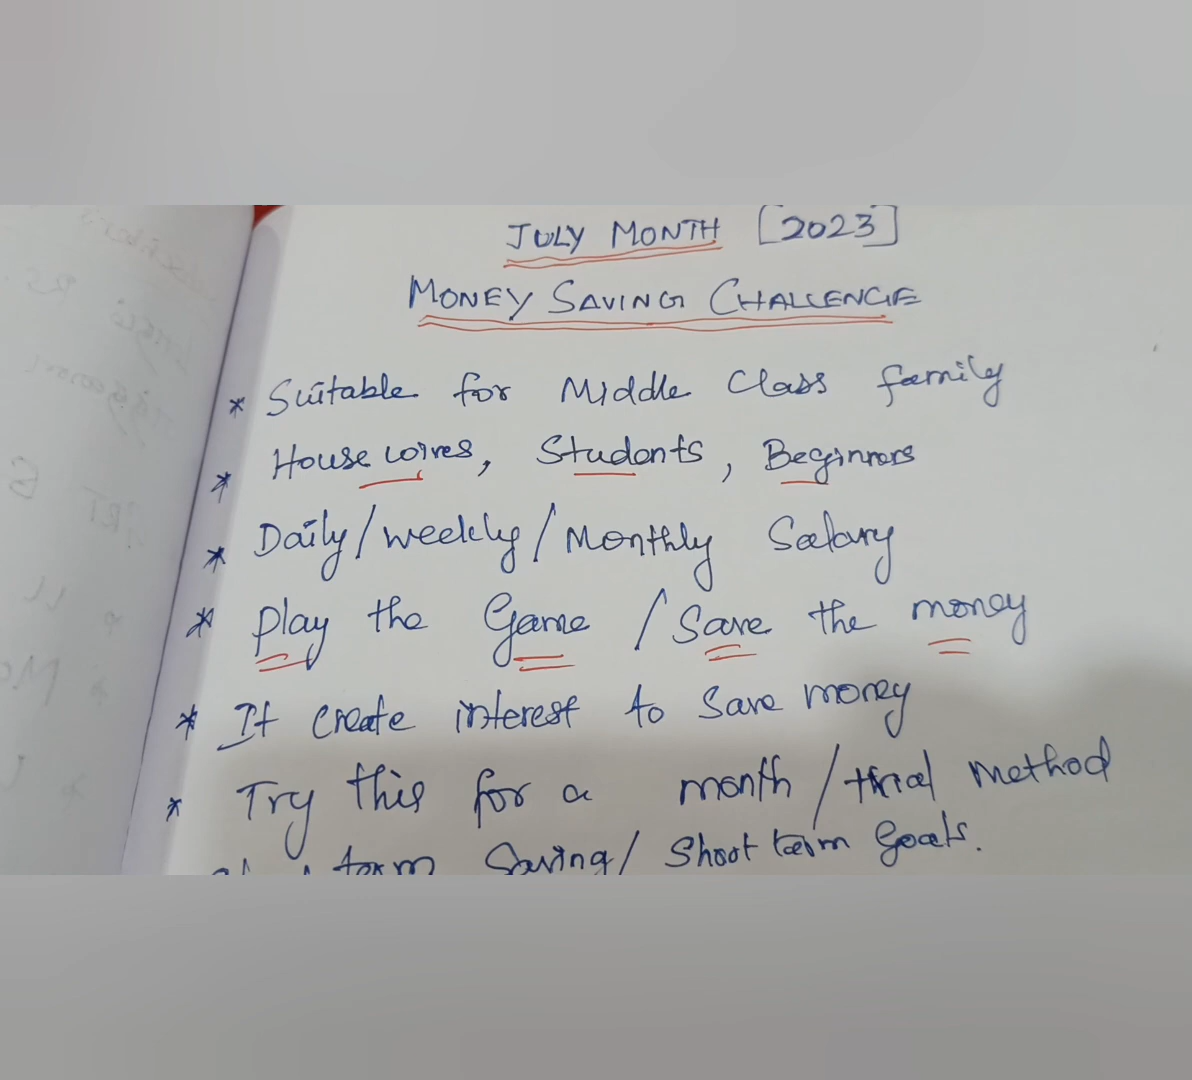 JULY MONTH [2023]
MONEY SAVING CHALLENGE
* Suitable for Middle Class family
* House wives, Students, Beginners
* Daily/weekly/Monthly Salary
* Play the Game / Save the money
* It create interest to Save money
* Try this for a month / trial method
term Saving/ Short term Goals.